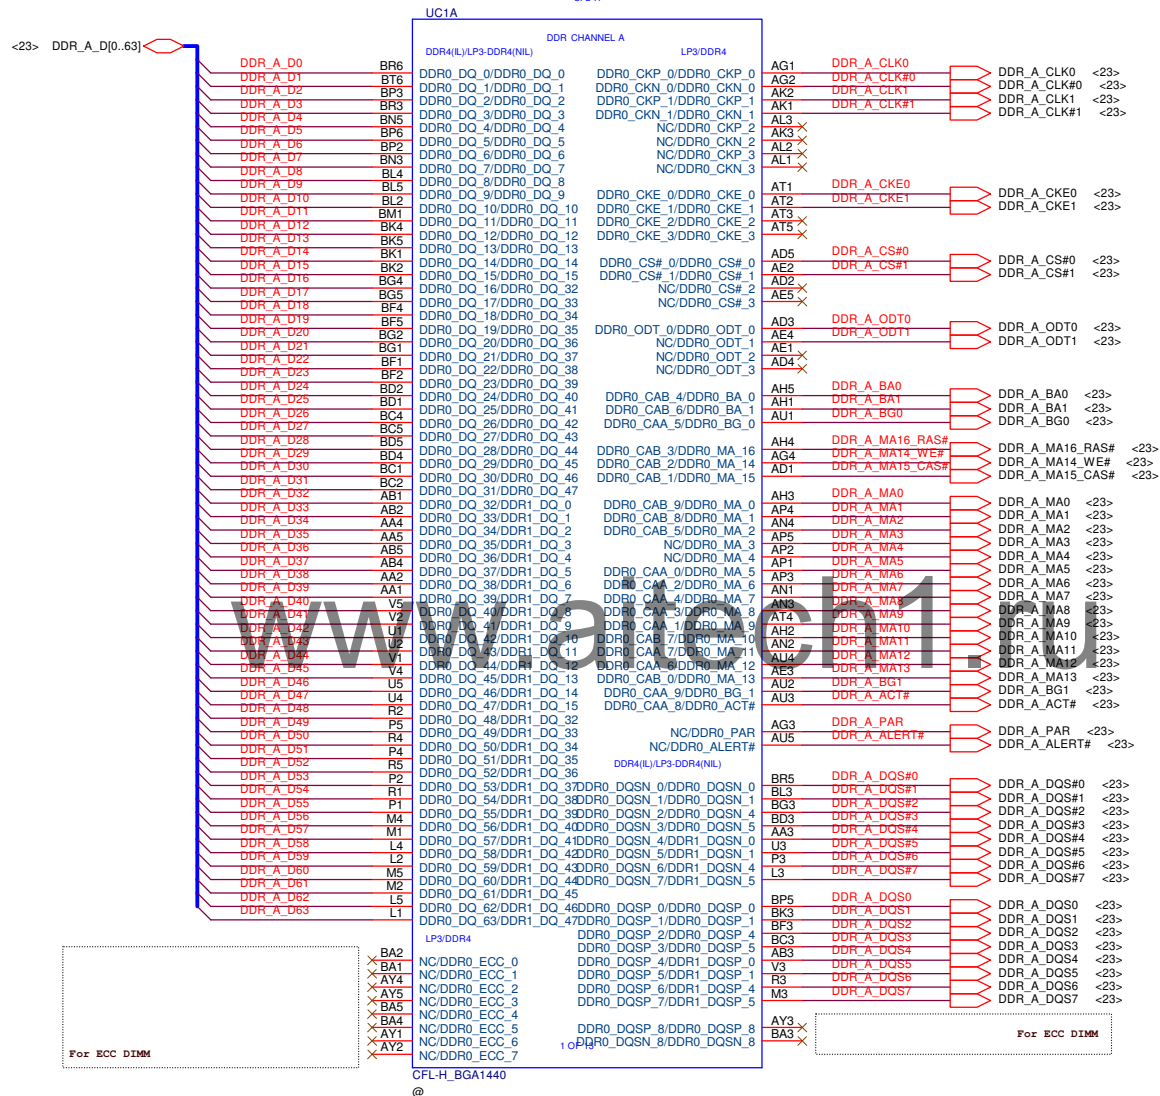 UC1A
DDR CHANNEL A
DDR4(IL)/LP3-DDR4(NIL) LP3/DDR4
<23> DDR_A_D[0..63]
DDR_A_D0 BR6 DDR0_DQ_0/DDR0_DQ_0
DDR_A_D1 BT6 DDR0_DQ_1/DDR0_DQ_1
DDR_A_D2 BP3 DDR0_DQ_2/DDR0_DQ_2
DDR_A_D3 BR3 DDR0_DQ_3/DDR0_DQ_3
DDR_A_D4 BN5 DDR0_DQ_4/DDR0_DQ_4
DDR_A_D5 BP6 DDR0_DQ_5/DDR0_DQ_5
DDR_A_D6 BP2 DDR0_DQ_6/DDR0_DQ_6
DDR_A_D7 BN3 DDR0_DQ_7/DDR0_DQ_7
DDR_A_D8 BL4 DDR0_DQ_8/DDR0_DQ_8
DDR_A_D9 BL5 DDR0_DQ_9/DDR0_DQ_9
DDR_A_D10 BL2 DDR0_DQ_10/DDR0_DQ_10
DDR_A_D11 BM1 DDR0_DQ_11/DDR0_DQ_11
DDR_A_D12 BK4 DDR0_DQ_12/DDR0_DQ_12
DDR_A_D13 BK5 DDR0_DQ_13/DDR0_DQ_13
DDR_A_D14 BK1 DDR0_DQ_14/DDR0_DQ_14
DDR_A_D15 BK2 DDR0_DQ_15/DDR0_DQ_15
DDR_A_D16 BG4 DDR0_DQ_16/DDR0_DQ_32
DDR_A_D17 BG5 DDR0_DQ_17/DDR0_DQ_33
DDR_A_D18 BF4 DDR0_DQ_18/DDR0_DQ_34
DDR_A_D19 BF5 DDR0_DQ_19/DDR0_DQ_35
DDR_A_D20 BG2 DDR0_DQ_20/DDR0_DQ_36
DDR_A_D21 BG1 DDR0_DQ_21/DDR0_DQ_37
DDR_A_D22 BF1 DDR0_DQ_22/DDR0_DQ_38
DDR_A_D23 BF2 DDR0_DQ_23/DDR0_DQ_39
DDR_A_D24 BD2 DDR0_DQ_24/DDR0_DQ_40
DDR_A_D25 BD1 DDR0_DQ_25/DDR0_DQ_41
DDR_A_D26 BC4 DDR0_DQ_26/DDR0_DQ_42
DDR_A_D27 BC5 DDR0_DQ_27/DDR0_DQ_43
DDR_A_D28 BD5 DDR0_DQ_28/DDR0_DQ_44
DDR_A_D29 BD4 DDR0_DQ_29/DDR0_DQ_45
DDR_A_D30 BC1 DDR0_DQ_30/DDR0_DQ_46
DDR_A_D31 BC2 DDR0_DQ_31/DDR0_DQ_47
DDR_A_D32 AB1 DDR0_DQ_32/DDR1_DQ_0
DDR_A_D33 AB2 DDR0_DQ_33/DDR1_DQ_1
DDR_A_D34 AA4 DDR0_DQ_34/DDR1_DQ_2
DDR_A_D35 AA5 DDR0_DQ_35/DDR1_DQ_3
DDR_A_D36 AB5 DDR0_DQ_36/DDR1_DQ_4
DDR_A_D37 AB4 DDR0_DQ_37/DDR1_DQ_5
DDR_A_D38 AA2 DDR0_DQ_38/DDR1_DQ_6
DDR_A_D39 AA1 DDR0_DQ_39/DDR1_DQ_7
DDR_A_D40 V5 DDR0_DQ_40/DDR1_DQ_8
DDR_A_D41 V2 DDR0_DQ_41/DDR1_DQ_9
DDR_A_D42 U1 DDR0_DQ_42/DDR1_DQ_10
DDR_A_D43 U2 DDR0_DQ_43/DDR1_DQ_11
DDR_A_D44 V1 DDR0_DQ_44/DDR1_DQ_12
DDR_A_D45 V4 DDR0_DQ_45/DDR1_DQ_13
DDR_A_D46 U5 DDR0_DQ_46/DDR1_DQ_14
DDR_A_D47 U4 DDR0_DQ_47/DDR1_DQ_15
DDR_A_D48 R2 DDR0_DQ_48/DDR1_DQ_32
DDR_A_D49 P5 DDR0_DQ_49/DDR1_DQ_33
DDR_A_D50 R4 DDR0_DQ_50/DDR1_DQ_34
DDR_A_D51 P4 DDR0_DQ_51/DDR1_DQ_35
DDR_A_D52 R5 DDR0_DQ_52/DDR1_DQ_36
DDR_A_D53 P2 DDR0_DQ_53/DDR1_DQ_37
DDR_A_D54 R1 DDR0_DQ_54/DDR1_DQ_38
DDR_A_D55 P1 DDR0_DQ_55/DDR1_DQ_39
DDR_A_D56 M4 DDR0_DQ_56/DDR1_DQ_40
DDR_A_D57 M1 DDR0_DQ_57/DDR1_DQ_41
DDR_A_D58 L4 DDR0_DQ_58/DDR1_DQ_42
DDR_A_D59 L2 DDR0_DQ_59/DDR1_DQ_43
DDR_A_D60 M5 DDR0_DQ_60/DDR1_DQ_44
DDR_A_D61 M2 DDR0_DQ_61/DDR1_DQ_45
DDR_A_D62 L5 DDR0_DQ_62/DDR1_DQ_46
DDR_A_D63 L1 DDR0_DQ_63/DDR1_DQ_47
LP3/DDR4
BA2 NC/DDR0_ECC_0
BA1 NC/DDR0_ECC_1
AY4 NC/DDR0_ECC_2
AY5 NC/DDR0_ECC_3
BA5 NC/DDR0_ECC_4
BA4 NC/DDR0_ECC_5
AY1 NC/DDR0_ECC_6
AY2 NC/DDR0_ECC_7
For ECC DIMM
DDR0_CKP_0/DDR0_CKP_0 AG1 DDR_A_CLK0 DDR_A_CLK0 <23>
DDR0_CKN_0/DDR0_CKN_0 AG2 DDR_A_CLK#0 DDR_A_CLK#0 <23>
DDR0_CKP_1/DDR0_CKP_1 AK2 DDR_A_CLK1 DDR_A_CLK1 <23>
DDR0_CKN_1/DDR0_CKN_1 AK1 DDR_A_CLK#1 DDR_A_CLK#1 <23>
NC/DDR0_CKP_2 AL3
NC/DDR0_CKN_2 AK3
NC/DDR0_CKP_3 AL2
NC/DDR0_CKN_3 AL1
DDR0_CKE_0/DDR0_CKE_0 AT1 DDR_A_CKE0 DDR_A_CKE0 <23>
DDR0_CKE_1/DDR0_CKE_1 AT2 DDR_A_CKE1 DDR_A_CKE1 <23>
DDR0_CKE_2/DDR0_CKE_2 AT3
DDR0_CKE_3/DDR0_CKE_3 AT5
DDR0_CS#_0/DDR0_CS#_0 AD5 DDR_A_CS#0 DDR_A_CS#0 <23>
DDR0_CS#_1/DDR0_CS#_1 AE2 DDR_A_CS#1 DDR_A_CS#1 <23>
NC/DDR0_CS#_2 AD2
NC/DDR0_CS#_3 AE5
DDR0_ODT_0/DDR0_ODT_0 AD3 DDR_A_ODT0 DDR_A_ODT0 <23>
NC/DDR0_ODT_1 AE4 DDR_A_ODT1 DDR_A_ODT1 <23>
NC/DDR0_ODT_2 AE1
NC/DDR0_ODT_3 AD4
DDR0_CAB_4/DDR0_BA_0 AH5 DDR_A_BA0 DDR_A_BA0 <23>
DDR0_CAB_6/DDR0_BA_1 AH1 DDR_A_BA1 DDR_A_BA1 <23>
DDR0_CAA_5/DDR0_BG_0 AU1 DDR_A_BG0 DDR_A_BG0 <23>
DDR0_CAB_3/DDR0_MA_16 AH4 DDR_A_MA16_RAS# DDR_A_MA16_RAS# <23>
DDR0_CAB_2/DDR0_MA_14 AG4 DDR_A_MA14_WE# DDR_A_MA14_WE# <23>
DDR0_CAB_1/DDR0_MA_15 AD1 DDR_A_MA15_CAS# DDR_A_MA15_CAS# <23>
DDR0_CAB_9/DDR0_MA_0 AH3 DDR_A_MA0 DDR_A_MA0 <23>
DDR0_CAB_8/DDR0_MA_1 AP4 DDR_A_MA1 DDR_A_MA1 <23>
DDR0_CAB_5/DDR0_MA_2 AN4 DDR_A_MA2 DDR_A_MA2 <23>
NC/DDR0_MA_3 AP5 DDR_A_MA3 DDR_A_MA3 <23>
NC/DDR0_MA_4 AP2 DDR_A_MA4 DDR_A_MA4 <23>
DDR0_CAA_0/DDR0_MA_5 AP1 DDR_A_MA5 DDR_A_MA5 <23>
DDR0_CAA_2/DDR0_MA_6 AP3 DDR_A_MA6 DDR_A_MA6 <23>
DDR0_CAA_4/DDR0_MA_7 AN1 DDR_A_MA7 DDR_A_MA7 <23>
DDR0_CAA_3/DDR0_MA_8 AN3 DDR_A_MA8 DDR_A_MA8 <23>
DDR0_CAA_1/DDR0_MA_9 AT4 DDR_A_MA9 DDR_A_MA9 <23>
DDR0_CAB_7/DDR0_MA_10 AH2 DDR_A_MA10 DDR_A_MA10 <23>
DDR0_CAA_7/DDR0_MA_11 AN2 DDR_A_MA11 DDR_A_MA11 <23>
DDR0_CAA_6/DDR0_MA_12 AU4 DDR_A_MA12 DDR_A_MA12 <23>
DDR0_CAB_0/DDR0_MA_13 AE3 DDR_A_MA13 DDR_A_MA13 <23>
DDR0_CAA_9/DDR0_BG_1 AU2 DDR_A_BG1 DDR_A_BG1 <23>
DDR0_CAA_8/DDR0_ACT# AU3 DDR_A_ACT# DDR_A_ACT# <23>
NC/DDR0_PAR AG3 DDR_A_PAR DDR_A_PAR <23>
NC/DDR0_ALERT# AU5 DDR_A_ALERT# DDR_A_ALERT# <23>
DDR4(IL)/LP3-DDR4(NIL)
DDR0_DQSN_0/DDR0_DQSN_0 BR5 DDR_A_DQS#0 DDR_A_DQS#0 <23>
DDR0_DQSN_1/DDR0_DQSN_1 BL3 DDR_A_DQS#1 DDR_A_DQS#1 <23>
DDR0_DQSN_2/DDR0_DQSN_4 BG3 DDR_A_DQS#2 DDR_A_DQS#2 <23>
DDR0_DQSN_3/DDR0_DQSN_5 BD3 DDR_A_DQS#3 DDR_A_DQS#3 <23>
DDR0_DQSN_4/DDR1_DQSN_0 AA3 DDR_A_DQS#4 DDR_A_DQS#4 <23>
DDR0_DQSN_5/DDR1_DQSN_1 U3 DDR_A_DQS#5 DDR_A_DQS#5 <23>
DDR0_DQSN_6/DDR1_DQSN_4 P3 DDR_A_DQS#6 DDR_A_DQS#6 <23>
DDR0_DQSN_7/DDR1_DQSN_5 L3 DDR_A_DQS#7 DDR_A_DQS#7 <23>
DDR0_DQSP_0/DDR0_DQSP_0 BP5 DDR_A_DQS0 DDR_A_DQS0 <23>
DDR0_DQSP_1/DDR0_DQSP_1 BK3 DDR_A_DQS1 DDR_A_DQS1 <23>
DDR0_DQSP_2/DDR0_DQSP_4 BF3 DDR_A_DQS2 DDR_A_DQS2 <23>
DDR0_DQSP_3/DDR0_DQSP_5 BC3 DDR_A_DQS3 DDR_A_DQS3 <23>
DDR0_DQSP_4/DDR1_DQSP_0 AB3 DDR_A_DQS4 DDR_A_DQS4 <23>
DDR0_DQSP_5/DDR1_DQSP_1 V3 DDR_A_DQS5 DDR_A_DQS5 <23>
DDR0_DQSP_6/DDR1_DQSP_4 R3 DDR_A_DQS6 DDR_A_DQS6 <23>
DDR0_DQSP_7/DDR1_DQSP_5 M3 DDR_A_DQS7 DDR_A_DQS7 <23>
DDR0_DQSP_8/DDR0_DQSP_8 AY3
DDR0_DQSN_8/DDR0_DQSN_8 BA3
For ECC DIMM
1 OF 13
CFL-H_BGA1440
@
www.aitech1.ru